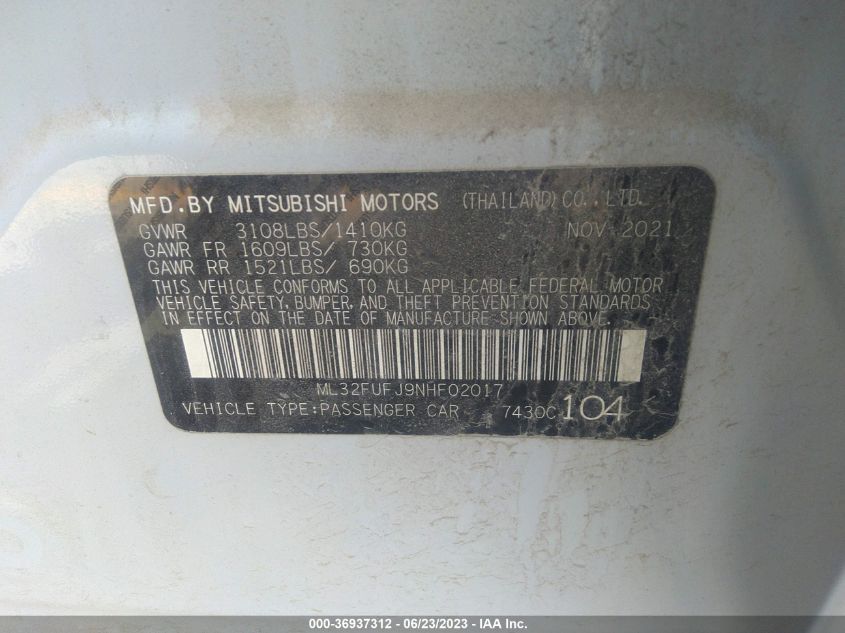 MFD.BY MITSUBISHI MOTORS (THAILAND) CO.,LTD.
GVWR 3108LBS/1410KG NOV.2021
GAWR FR 1609LBS/ 730KG
GAWR RR 1521LBS/ 690KG
THIS VEHICLE CONFORMS TO ALL APPLICABLE FEDERAL MOTOR
VEHICLE SAFETY,BUMPER,AND THEFT PREVENTION STANDARDS
IN EFFECT ON THE DATE OF MANUFACTURE SHOWN ABOVE.
ML32FUFJ9NHF02017
VEHICLE TYPE:PASSENGER CAR 7430C 104
000-36937312 - 06/23/2023 - IAA Inc.